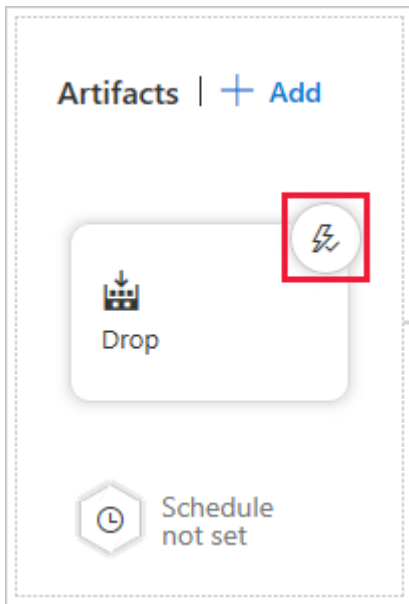 Artifacts | + Add
Drop
Schedule
not set